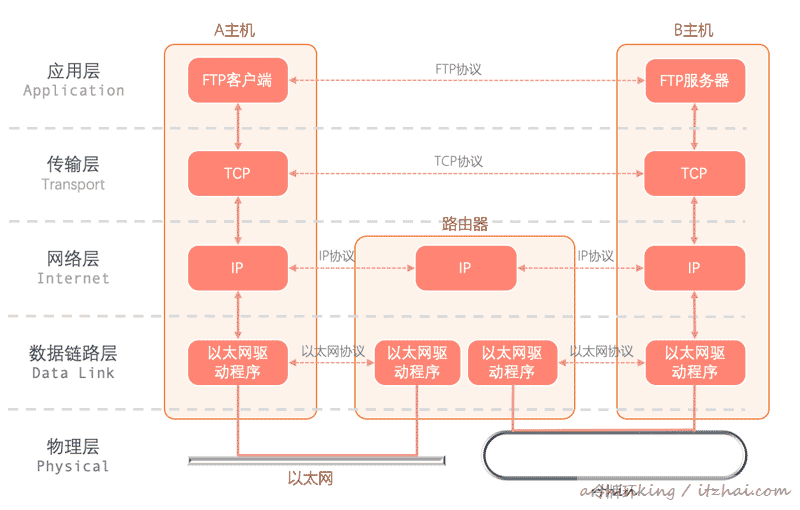 A主机
B主机
应用层
Application
FTP客户端
FTP协议
FTP服务器
传输层
Transport
TCP
TCP协议
TCP
路由器
网络层
Internet
IP
IP协议
IP
IP协议
IP
数据链路层
Data Link
以太网驱
动程序
以太网协议
以太网驱
动程序
以太网驱
动程序
以太网协议
以太网驱
动程序
物理层
Physical
以太网
/ itzhai.com